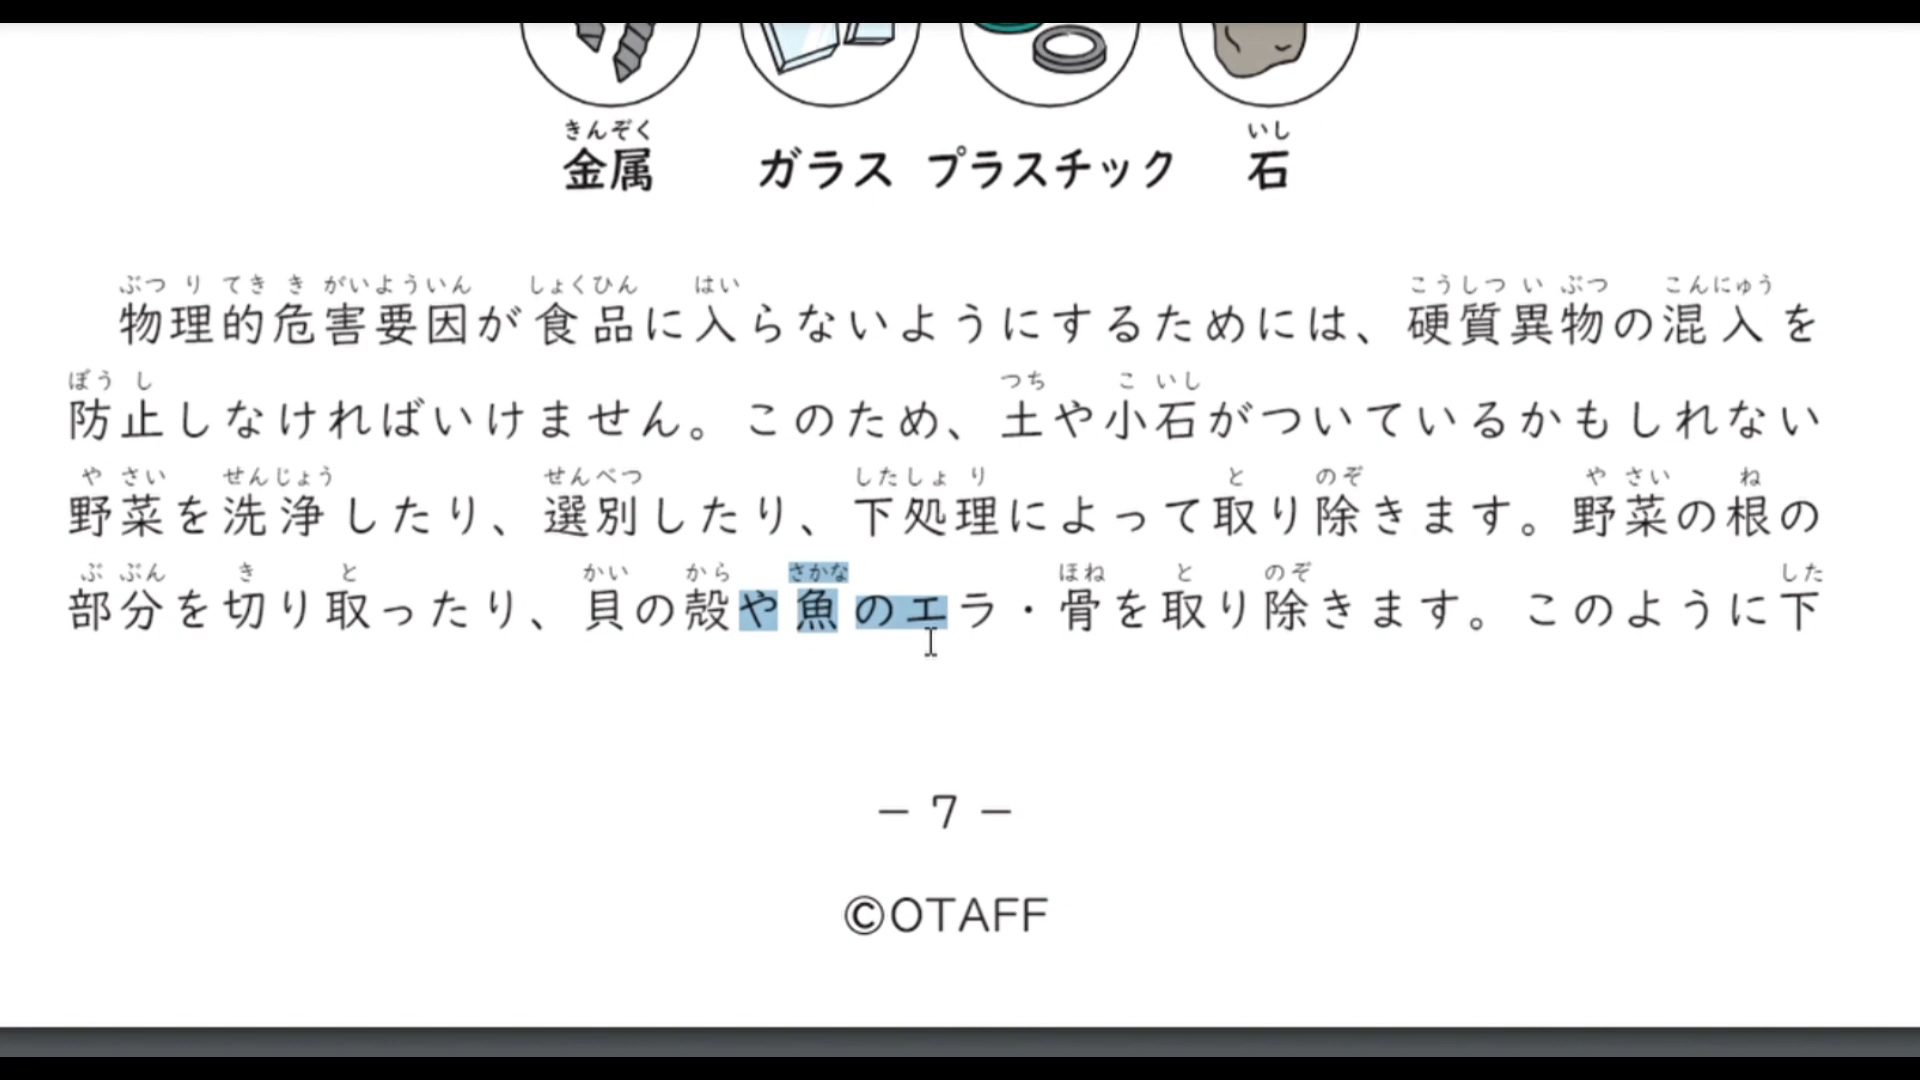 きんぞく いし
金属 ガラス プラスチック 石
ぶつ り てき き がいよういん しょくひん はい こうしつ い ぶつ こんにゅう
物理的危害要因が食品に入らないようにするためには、硬質異物の混入を
ぼう し つち こ いし
防止しなければいけません。このため、土や小石がついているかもしれない
や さい せんじょう せんべつ したしょ り と のぞ や さい ね
野菜を洗浄したり、選別したり、下処理によって取り除きます。野菜の根の
ぶ ぶん き と かい から さかな ほね と のぞ した
部分を切り取ったり、貝の殻や魚のエラ・骨を取り除きます。このように下
－ 7 －
©OTAFF